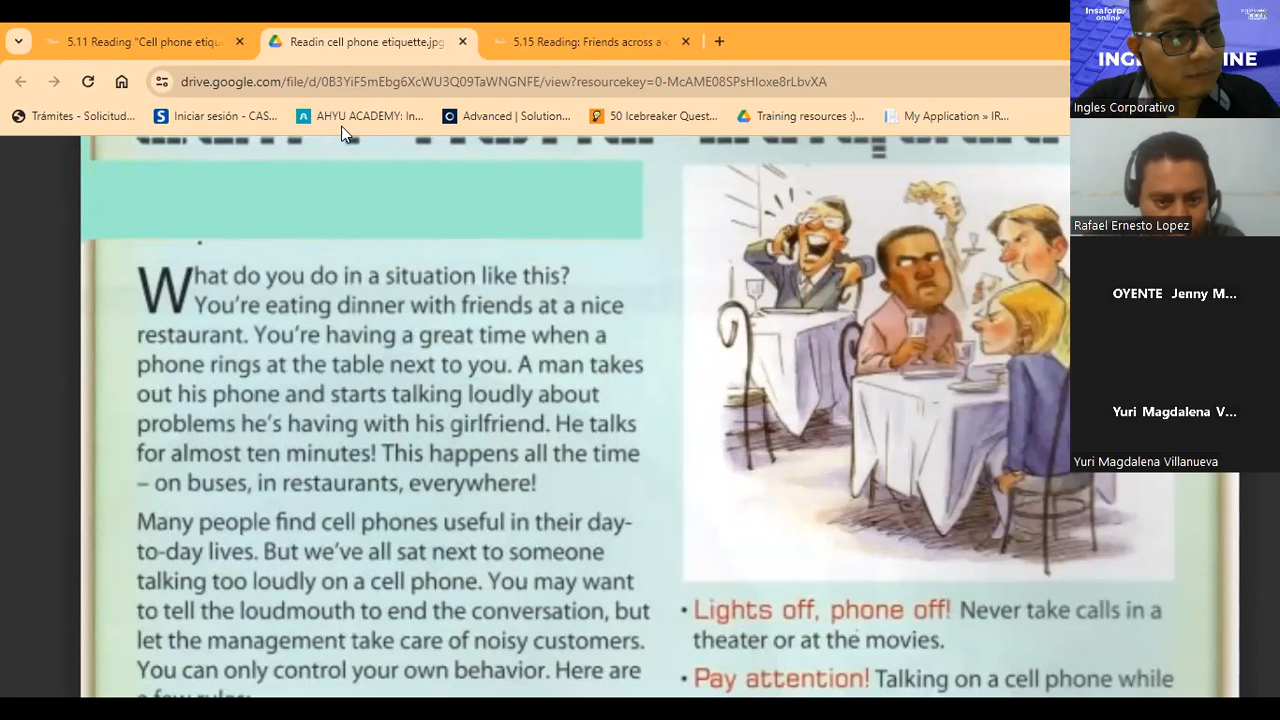 5.11 Reading "Cell phone etiqu
Readin cell phone etiquette.jpg
5.15 Reading: Friends across a
drive.google.com/file/d/0B3YiF5mEbg6XcWU3Q09TaWNGNFE/view?resourcekey=0-McAME08SPsHIoxe8rLbvXA
Trámites - Solicitud...
Iniciar sesión - CAS...
AHYU ACADEMY: In...
Advanced | Solution...
50 Icebreaker Quest...
Training resources :)...
My Application » IR...
What do you do in a situation like this?
You're eating dinner with friends at a nice
restaurant. You're having a great time when a
phone rings at the table next to you. A man takes
out his phone and starts talking loudly about
problems he's having with his girlfriend. He talks
for almost ten minutes! This happens all the time
– on buses, in restaurants, everywhere!
Many people find cell phones useful in their day-
to-day lives. But we've all sat next to someone
talking too loudly on a cell phone. You may want
to tell the loudmouth to end the conversation, but
let the management take care of noisy customers.
You can only control your own behavior. Here are
a few rules:
• Lights off, phone off! Never take calls in a
theater or at the movies.
• Pay attention! Talking on a cell phone while
Insaforp
online
ING
INE
Ingles Corporativo
Rafael Ernesto Lopez
OYENTE Jenny M...
Yuri Magdalena V...
Yuri Magdalena Villanueva